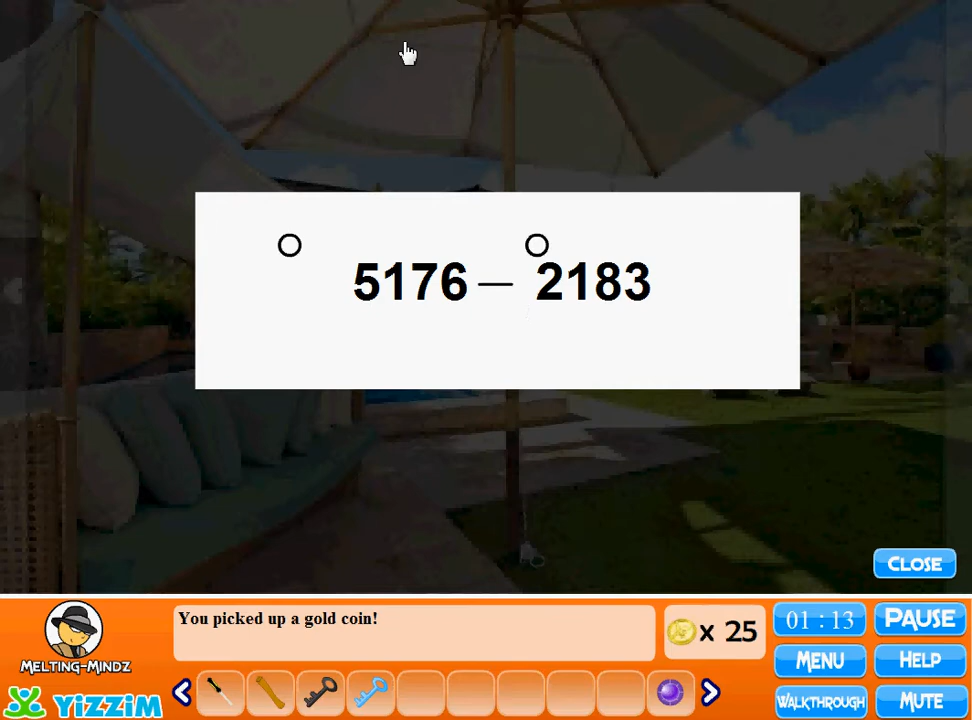 5176 – 2183
CLOSE
You picked up a gold coin!
x 25
01 : 13
PAUSE
MELTING-MINDZ
MENU
HELP
YIZZIM
WALKTHROUGH
MUTE